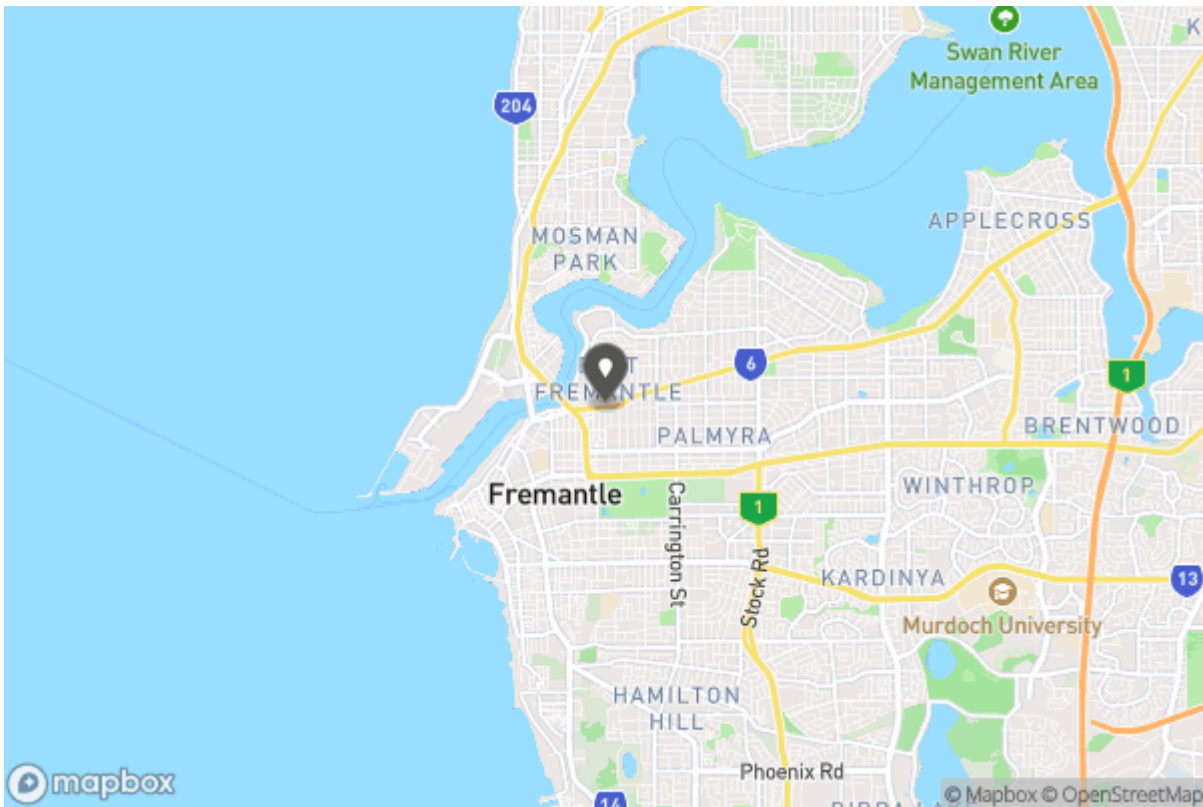 204
Swan River
Management Area
MOSMAN
PARK
APPLECROSS
6
FREMANTLE
1
BRENTWOOD
PALMYRA
Fremantle
WINTHROP
Carrington St
1
Stock Rd
KARDINYA
13
Murdoch University
HAMILTON
HILL
Phoenix Rd
14
mapbox
© Mapbox © OpenStreetMap